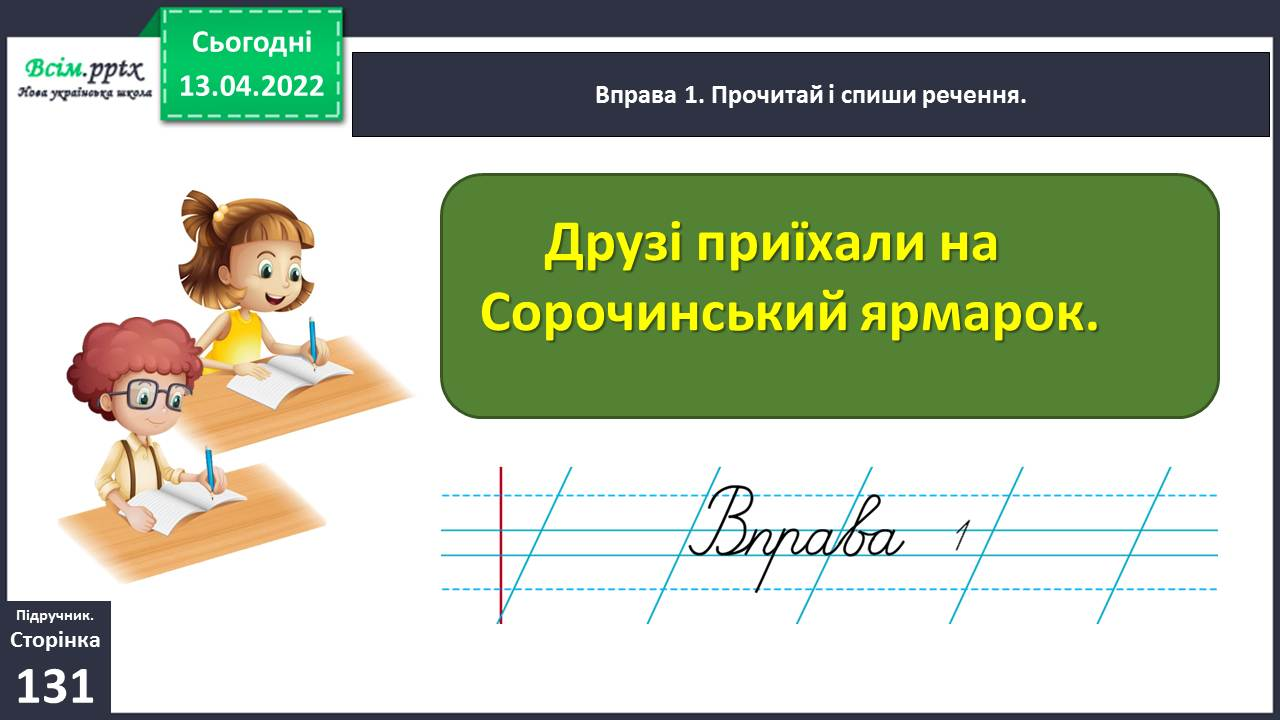 Всім.pptx
Нова українська школа
Сьогодні
13.04.2022
Вправа 1. Прочитай і спиши речення.
Друзі приїхали на
Сорочинський ярмарок.
Вправа 1
Підручник.
Сторінка
131